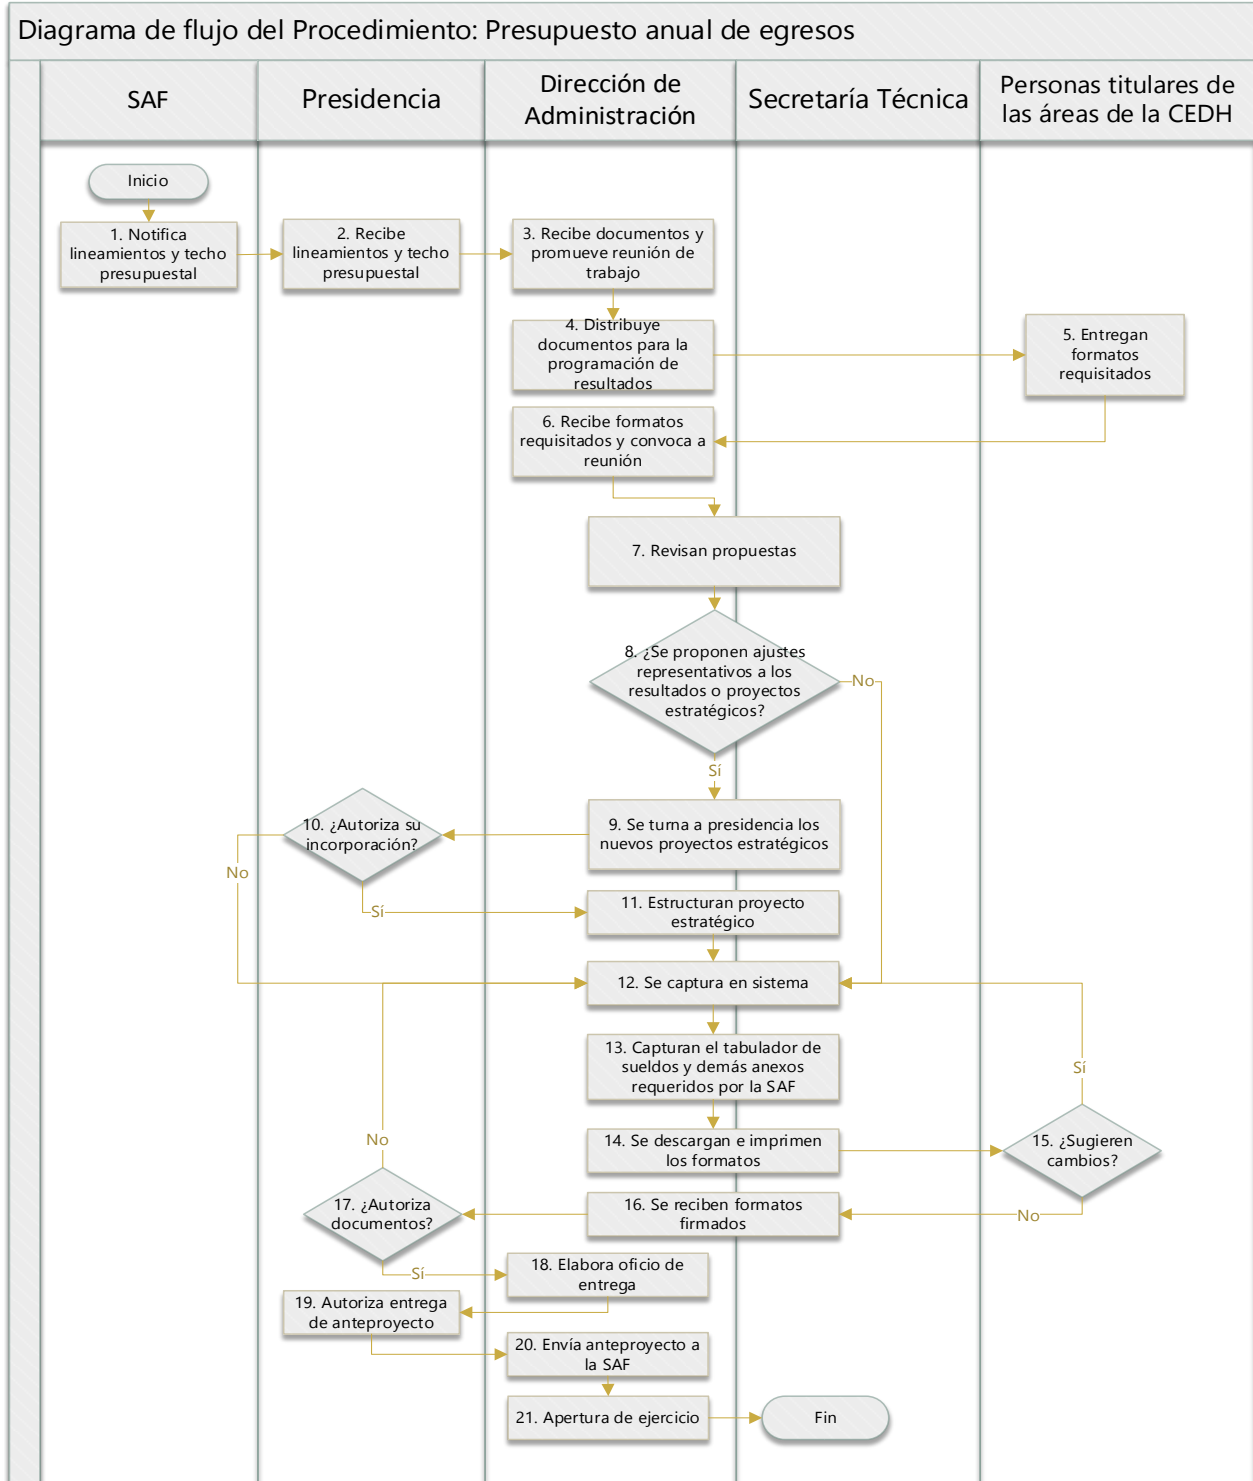 Diagrama de flujo del Procedimiento: Presupuesto anual de egresos
SAF
Presidencia
Dirección de
Administración
Secretaría Técnica
Personas titulares de
las áreas de la CEDH
Inicio
1. Notifica
lineamientos y techo
presupuestal
2. Recibe
lineamientos y techo
presupuestal
3. Recibe documentos y
promueve reunión de
trabajo
4. Distribuye
documentos para la
programación de
resultados
5. Entregan
formatos
requisitados
6. Recibe formatos
requisitados y convoca a
reunión
7. Revisan propuestas
8. ¿Se proponen ajustes
representativos a los
resultados o proyectos
estratégicos?
No
Sí
9. Se turna a presidencia los
nuevos proyectos estratégicos
10. ¿Autoriza su
incorporación?
No
Sí
11. Estructuran proyecto
estratégico
12. Se captura en sistema
13. Capturan el tabulador de
sueldos y demás anexos
requeridos por la SAF
14. Se descargan e imprimen
los formatos
15. ¿Sugieren
cambios?
Sí
No
16. Se reciben formatos
firmados
17. ¿Autoriza
documentos?
No
Sí
18. Elabora oficio de
entrega
19. Autoriza entrega
de anteproyecto
20. Envía anteproyecto a
la SAF
21. Apertura de ejercicio
Fin